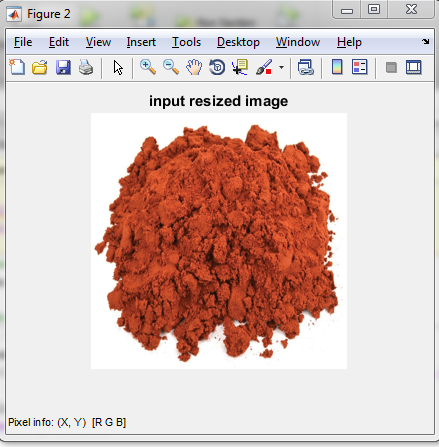 Figure 2
File Edit View Insert Tools Desktop Window Help
input resized image
Pixel info: (X, Y) [R G B]